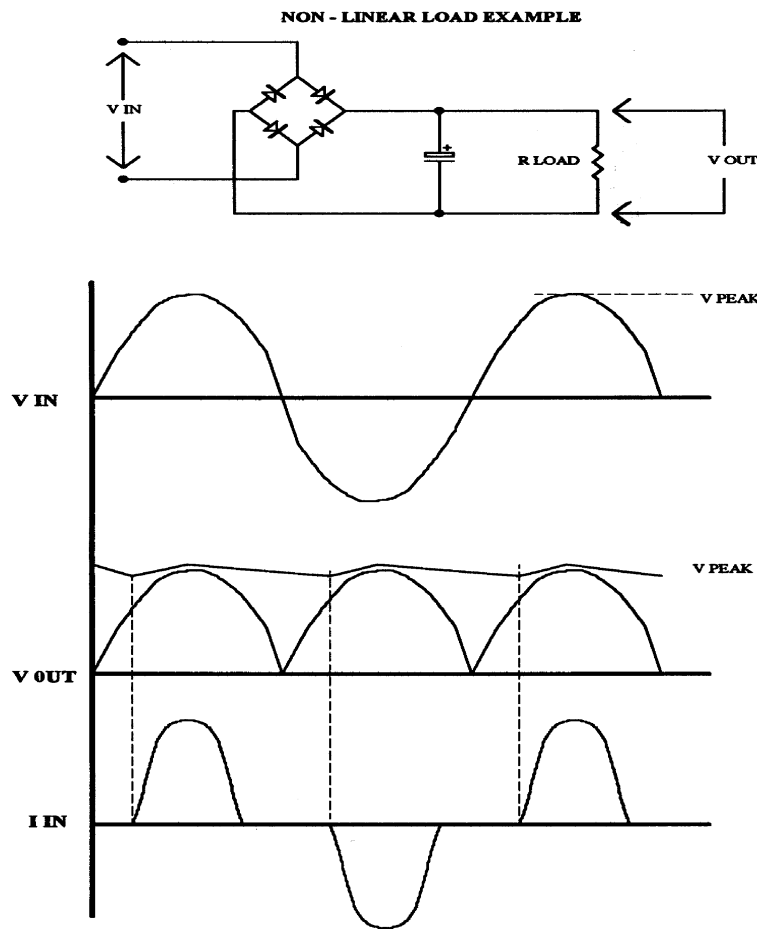 NON - LINEAR LOAD EXAMPLE
V IN
+
R LOAD
V OUT
V PEAK
V IN
V PEAK
V 0UT
I IN